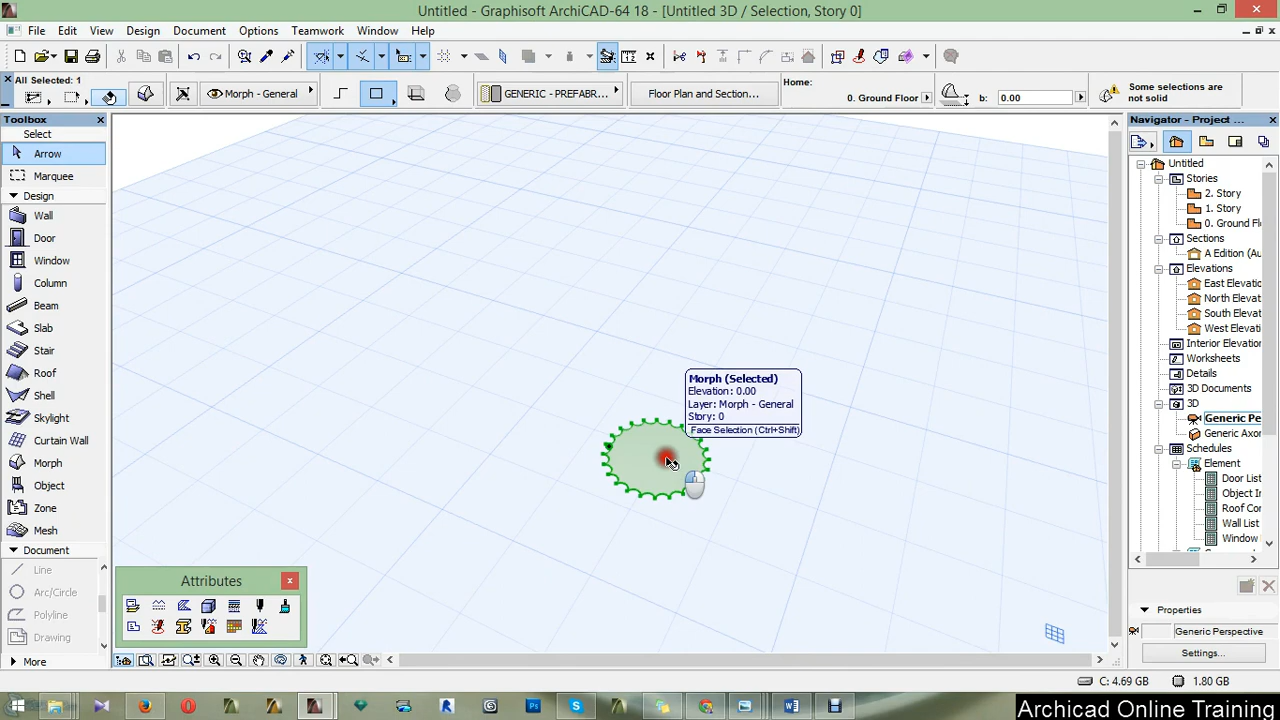 Untitled - Graphisoft ArchiCAD-64 18 - [Untitled 3D / Selection, Story 0]
File Edit View Design Document Options Teamwork Window Help
All Selected: 1
Morph - General
GENERIC - PREFABR...
Floor Plan and Section...
Home:
0. Ground Floor
b: 0.00
Some selections are
not solid
Toolbox
Select
Arrow
Marquee
Design
Wall
Door
Window
Column
Beam
Slab
Stair
Roof
Shell
Skylight
Curtain Wall
Morph
Object
Zone
Mesh
Document
Line
Arc/Circle
Polyline
Drawing
More
Morph (Selected)
Elevation: 0.00
Layer: Morph - General
Story: 0
Face Selection (Ctrl+Shift)
Attributes
Navigator - Project ...
Untitled
Stories
2. Story
1. Story
0. Ground Fl
Sections
A Edition (Au
Elevations
East Elevatio
North Elevat
South Elevat
West Elevati
Interior Elevation
Worksheets
Details
3D Documents
3D
Generic Pe
Generic Axon
Schedules
Element
Door List
Object In
Roof Cor
Wall List
Window
Properties
Generic Perspective
Settings...
C: 4.69 GB
1.80 GB
Archicad Online Training